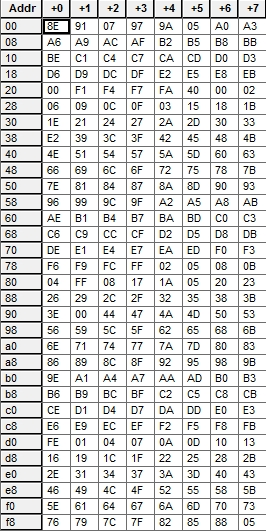 Addr +0 +1 +2 +3 +4 +5 +6 +7
00 8E 91 07 97 9A 05 A0 A3
08 A6 A9 AC AF B2 B5 B8 BB
10 BE C1 C4 C7 CA CD D0 D3
18 D6 D9 DC DF E2 E5 E8 EB
20 00 F1 F4 F7 FA 40 00 02
28 06 09 0C 0F 03 15 18 1B
30 1E 21 24 27 2A 2D 30 33
38 E2 39 3C 3F 42 45 48 4B
40 4E 51 54 57 5A 5D 60 63
48 66 69 6C 6F 72 75 78 7B
50 7E 81 84 87 8A 8D 90 93
58 96 99 9C 9F A2 A5 A8 AB
60 AE B1 B4 B7 BA BD C0 C3
68 C6 C9 CC CF D2 D5 D8 DB
70 DE E1 E4 E7 EA ED F0 F3
78 F6 F9 FC FF 02 05 08 0B
80 04 FF 08 17 1A 05 20 23
88 26 29 2C 2F 32 35 38 3B
90 3E 00 44 47 4A 4D 50 53
98 56 59 5C 5F 62 65 68 6B
a0 6E 71 74 77 7A 7D 80 83
a8 86 89 8C 8F 92 95 98 9B
b0 9E A1 A4 A7 AA AD B0 B3
b8 B6 B9 BC BF C2 C5 C8 CB
c0 CE D1 D4 D7 DA DD E0 E3
c8 E6 E9 EC EF F2 F5 F8 FB
d0 FE 01 04 07 0A 0D 10 13
d8 16 19 1C 1F 22 25 28 2B
e0 2E 31 34 37 3A 3D 40 43
e8 46 49 4C 4F 52 55 58 5B
f0 5E 61 64 67 6A 6D 70 73
f8 76 79 7C 7F 82 85 88 05